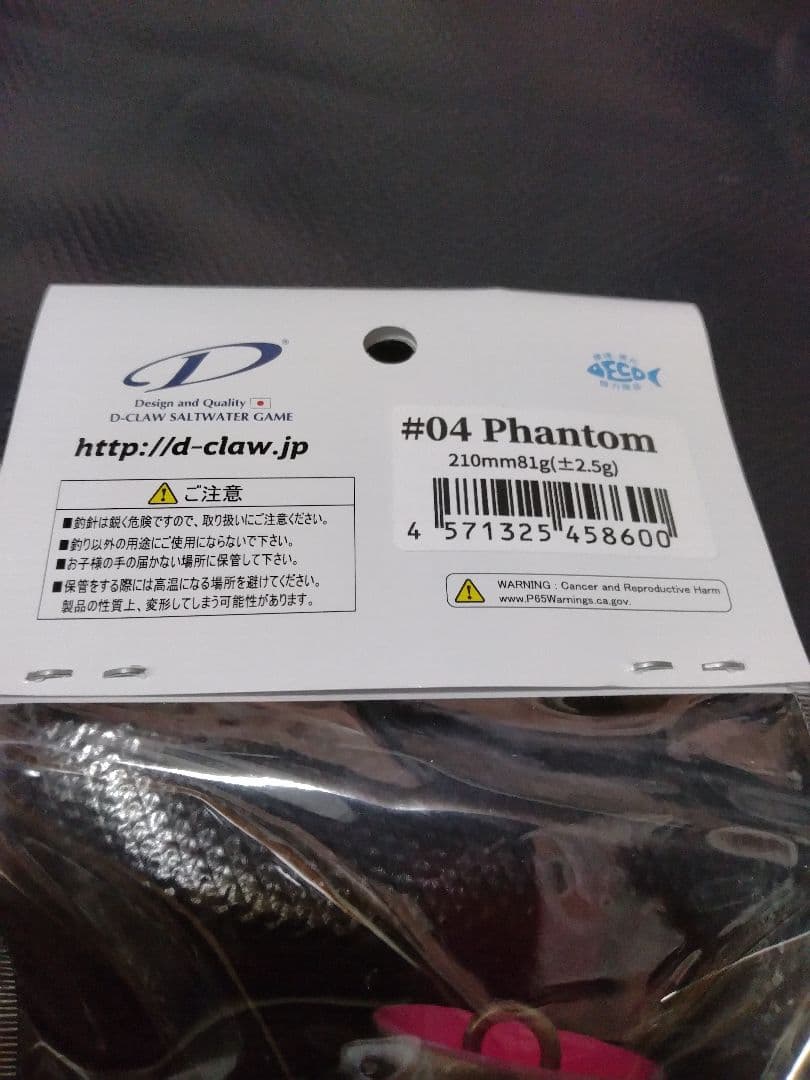 D®
Design and Quality
D-CLAW SALTWATER GAME
http://d-claw.jp
ご注意
■釣針は鋭く危険ですので、取り扱いにご注意ください。
■釣り以外の用途にご使用にならないで下さい。
■お子様の手の届かない場所に保管して下さい。
■保管をする際には高温になる場所を避けてください。
製品の性質上、変形してしまう可能性があります。
ECO
#04 Phantom
210mm81g(±2.5g)
4 571325 458600
WARNING : Cancer and Reproductive Harm
www.P65Warnings.ca.gov.